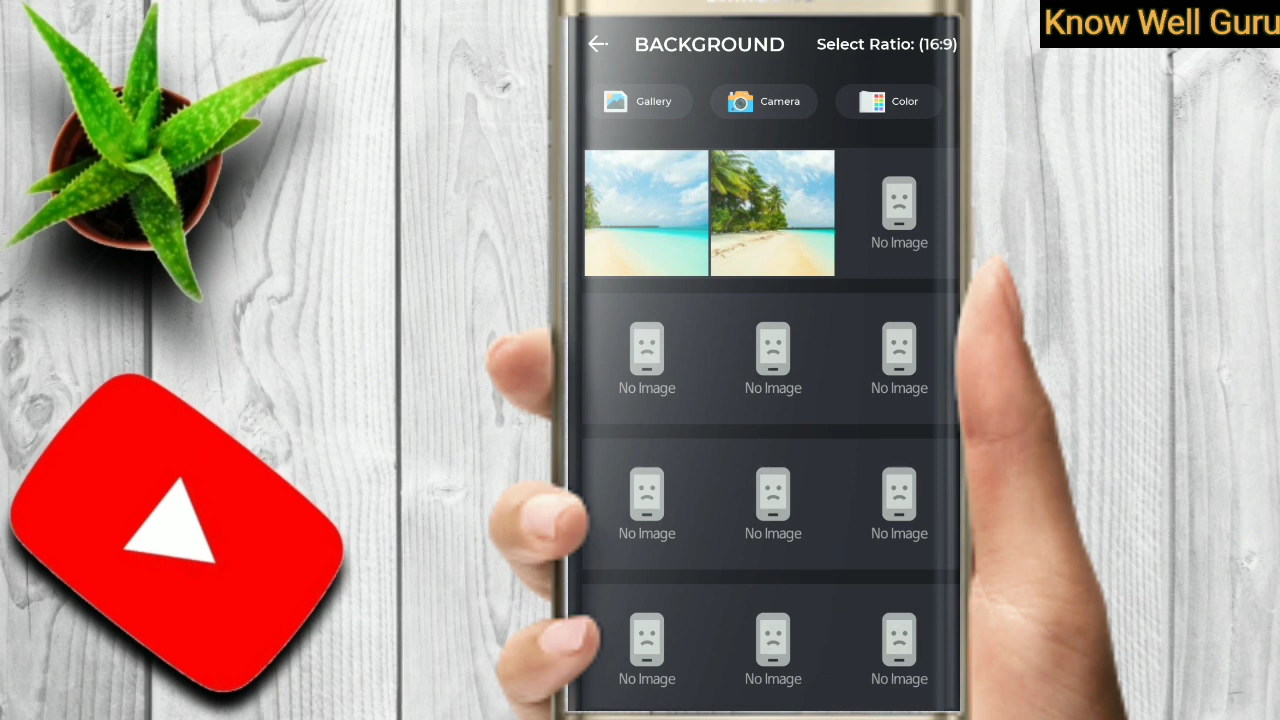 Know Well Guru
BACKGROUND
Select Ratio: (16:9)
Gallery
Camera
Color
No Image
No Image
No Image
No Image
No Image
No Image
No Image
No Image
No Image
No Image